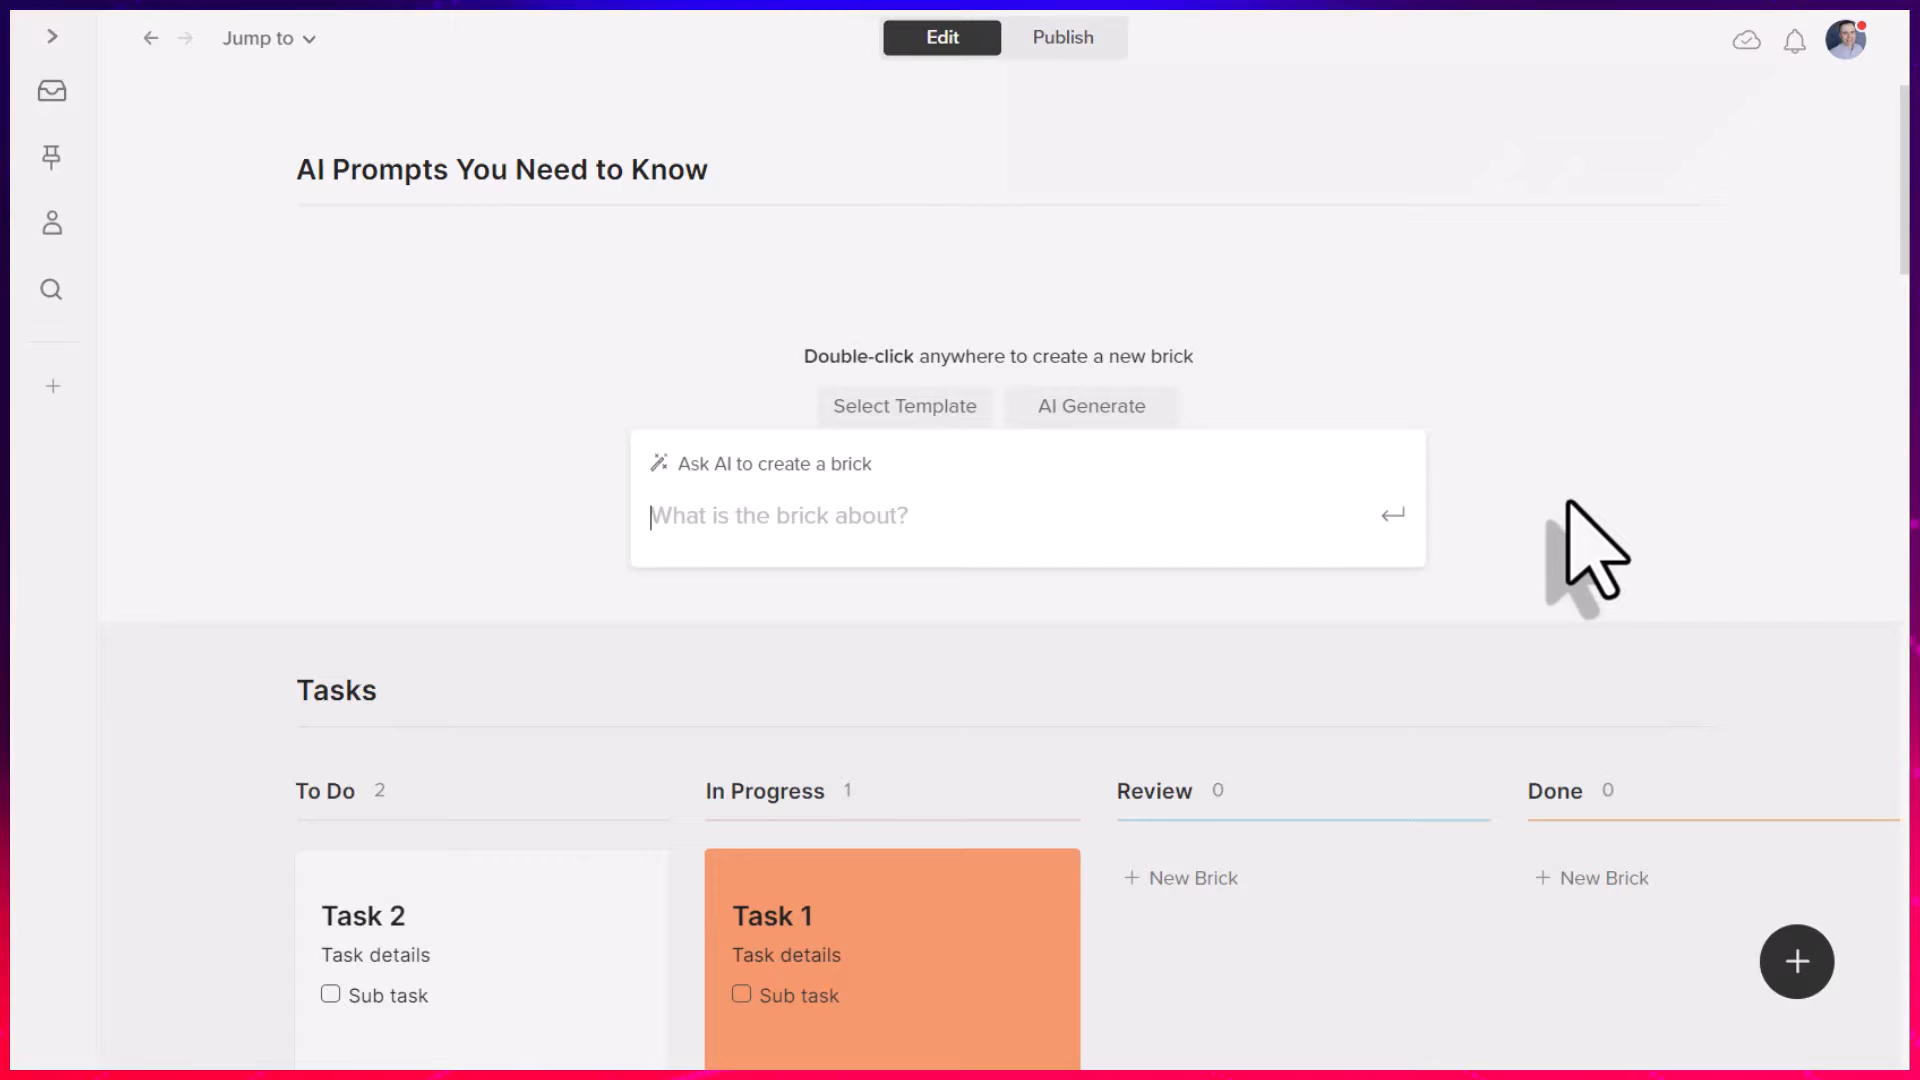 Jump to
Edit
Publish
AI Prompts You Need to Know
Double-click anywhere to create a new brick
Select Template
AI Generate
Ask AI to create a brick
What is the brick about?
Tasks
To Do 2
In Progress 1
Review 0
Done 0
+ New Brick
+ New Brick
Task 2
Task details
Sub task
Task 1
Task details
Sub task